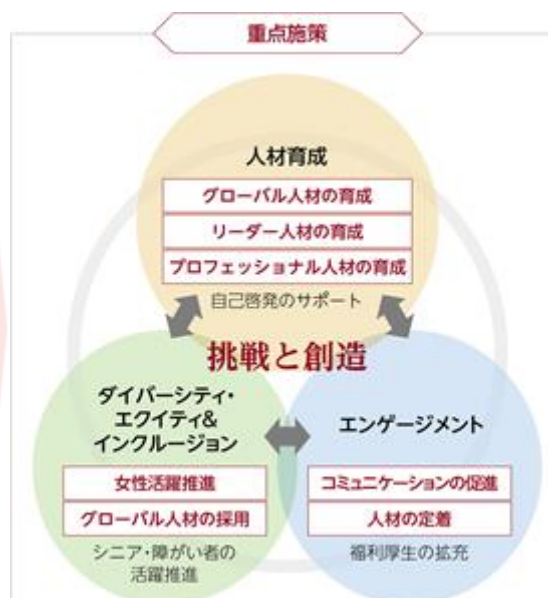 重点施策
人材育成
グローバル人材の育成
リーダー人材の育成
プロフェッショナル人材の育成
自己啓発のサポート
挑戦と創造
ダイバーシティ・
エクイティ&
インクルージョン
女性活躍推進
グローバル人材の採用
シニア・障がい者の
活躍推進
エンゲージメント
コミュニケーションの促進
人材の定着
福利厚生の拡充